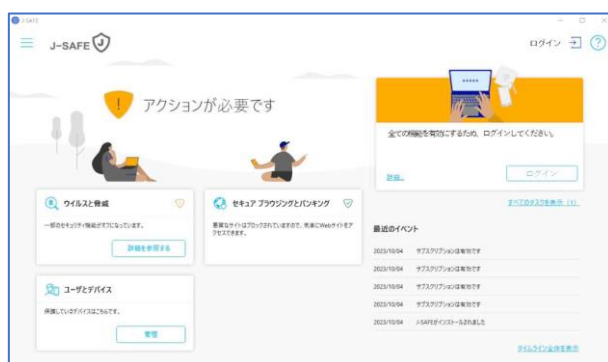 J-SAFE
J-SAFE
ログイン
アクションが必要です
全ての機能を有効にするため、ログインしてください。
詳細..
ログイン
すべてのタスクを表示 (1)
ウイルスと脅威
一部のセキュリティ機能がオフになっています。
詳細を参照する
セキュア ブラウジングとバンキング
悪質なサイトはブロックされていますので、気楽にWebサイトをア
クセスできます。
ユーザとデバイス
保護しているデバイスはこちらです。
管理
最近のイベント
2023/10/04 サブスクリプションは有効です
2023/10/04 サブスクリプションは有効です
2023/10/04 サブスクリプションは有効です
2023/10/04 サブスクリプションは有効です
2023/10/04 J-SAFEがインストールされました
タイムライン全体を表示